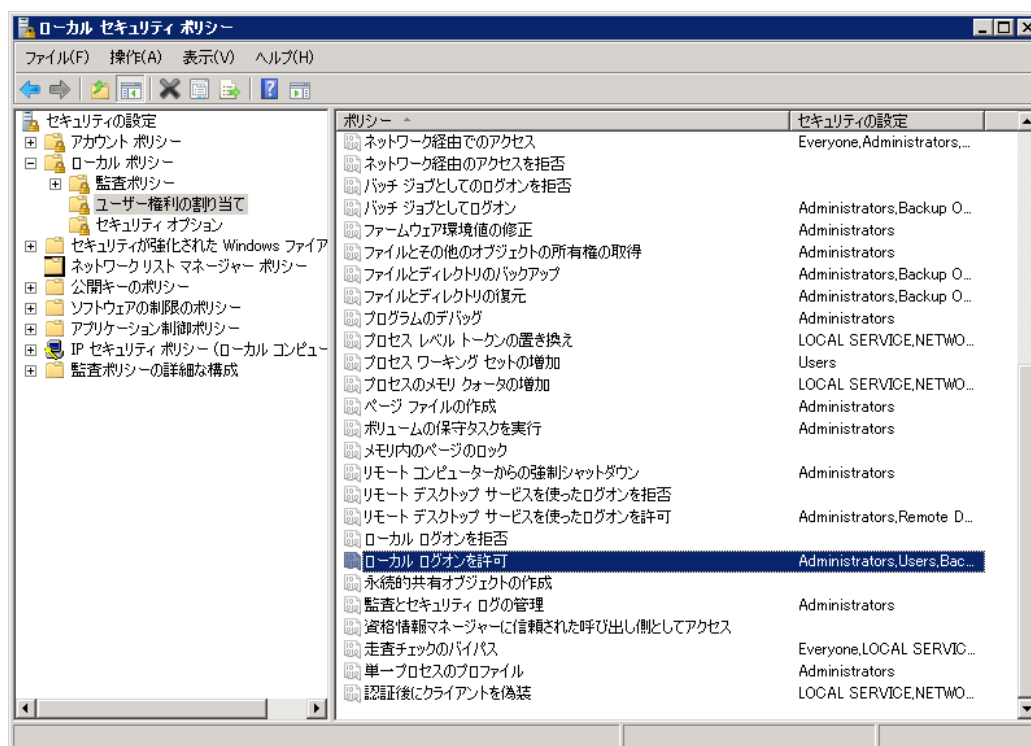 ローカル セキュリティ ポリシー
ファイル(F) 操作(A) 表示(V) ヘルプ(H)
セキュリティの設定
アカウント ポリシー
ローカル ポリシー
監査ポリシー
ユーザー権利の割り当て
セキュリティ オプション
セキュリティが強化された Windows ファイア
ネットワーク リスト マネージャー ポリシー
公開キーのポリシー
ソフトウェアの制限のポリシー
アプリケーション制御ポリシー
IP セキュリティ ポリシー (ローカル コンピュー
監査ポリシーの詳細な構成
ポリシー セキュリティの設定
ネットワーク経由でのアクセス Everyone,Administrators,...
ネットワーク経由のアクセスを拒否
バッチ ジョブとしてのログオンを拒否
バッチ ジョブとしてログオン Administrators,Backup O...
ファームウェア環境値の修正 Administrators
ファイルとその他のオブジェクトの所有権の取得 Administrators
ファイルとディレクトリのバックアップ Administrators,Backup O...
ファイルとディレクトリの復元 Administrators,Backup O...
プログラムのデバッグ Administrators
プロセス レベル トークンの置き換え LOCAL SERVICE,NETWO...
プロセス ワーキング セットの増加 Users
プロセスのメモリ クォータの増加 LOCAL SERVICE,NETWO...
ページ ファイルの作成 Administrators
ボリュームの保守タスクを実行 Administrators
メモリ内のページのロック
リモート コンピューターからの強制シャットダウン Administrators
リモート デスクトップ サービスを使ったログオンを拒否
リモート デスクトップ サービスを使ったログオンを許可 Administrators,Remote D...
ローカル ログオンを拒否
ローカル ログオンを許可 Administrators,Users,Bac...
永続的共有オブジェクトの作成
監査とセキュリティ ログの管理 Administrators
資格情報マネージャーに信頼された呼び出し側としてアクセス
走査チェックのバイパス Everyone,LOCAL SERVIC...
単一プロセスのプロファイル Administrators
認証後にクライアントを偽装 LOCAL SERVICE,NETWO...